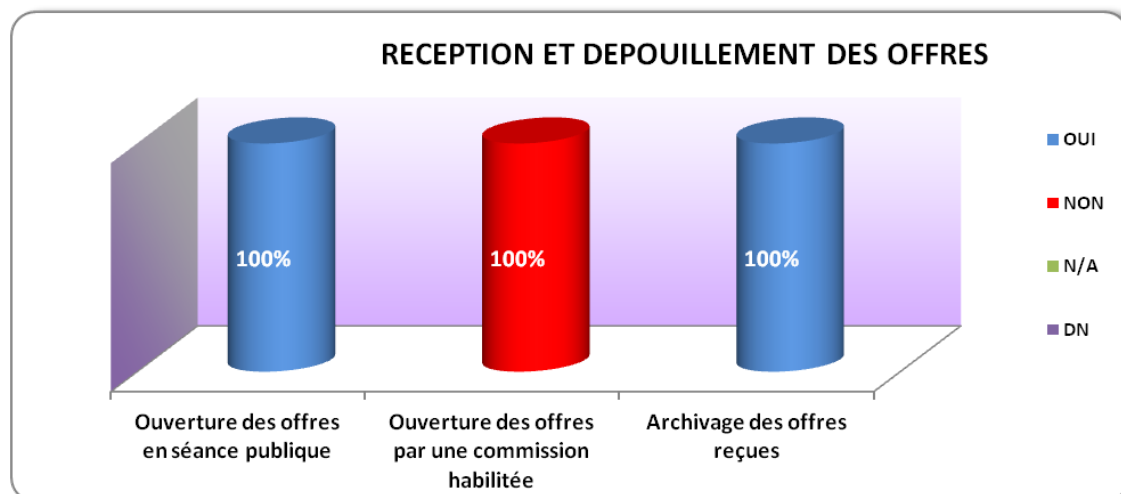 RECEPTION ET DEPOUILLEMENT DES OFFRES
OUI
NON
N/A
DN
100%
100%
100%
Ouverture des offres
en séance publique
Ouverture des offres
par une commission
habilitée
Archivage des offres
reçues